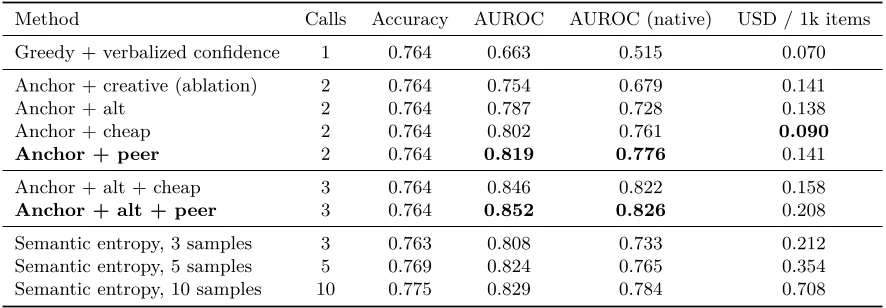 Method Calls Accuracy AUROC AUROC (native) USD / 1k items
Greedy + verbalized confidence 1 0.764 0.663 0.515 0.070
Anchor + creative (ablation) 2 0.764 0.754 0.679 0.141
Anchor + alt 2 0.764 0.787 0.728 0.138
Anchor + cheap 2 0.764 0.802 0.761 0.090
Anchor + peer 2 0.764 0.819 0.776 0.141
Anchor + alt + cheap 3 0.764 0.846 0.822 0.158
Anchor + alt + peer 3 0.764 0.852 0.826 0.208
Semantic entropy, 3 samples 3 0.763 0.808 0.733 0.212
Semantic entropy, 5 samples 5 0.769 0.824 0.765 0.354
Semantic entropy, 10 samples 10 0.775 0.829 0.784 0.708